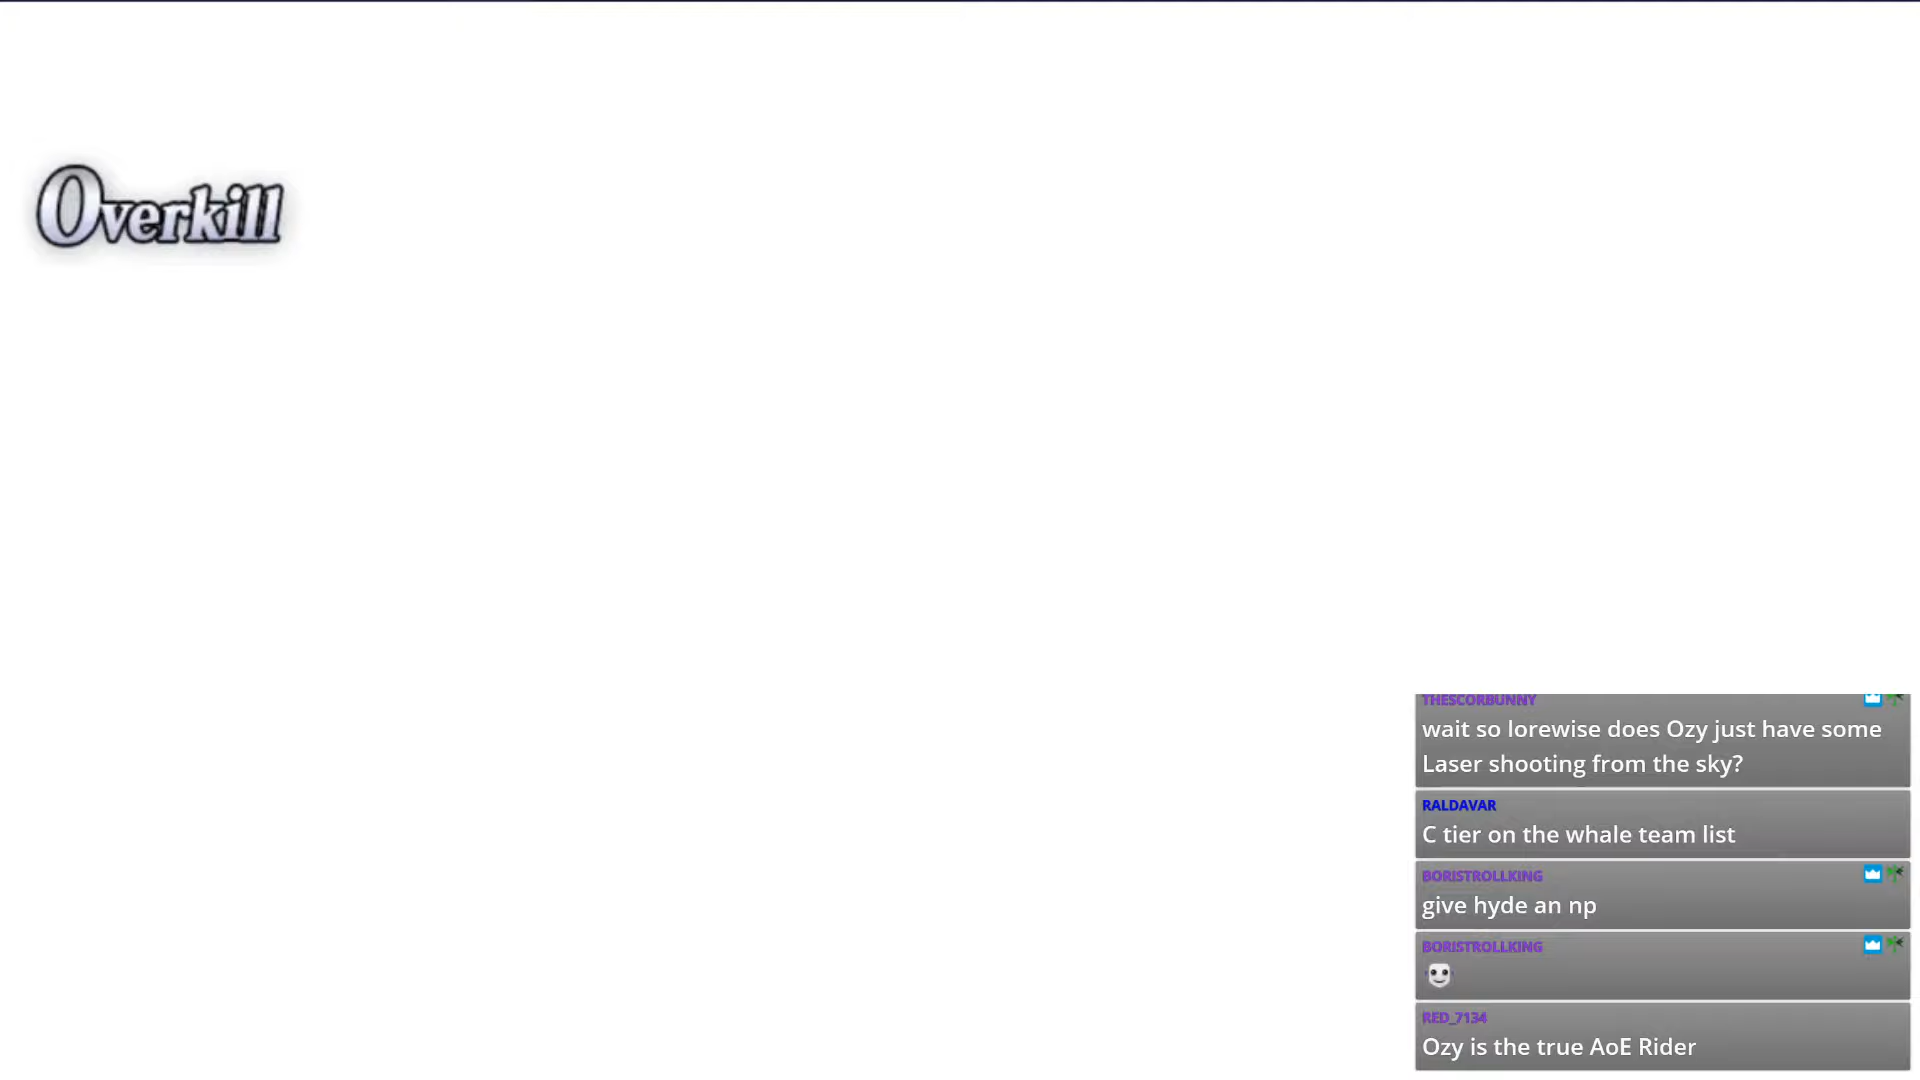 Overkill
THESCORBUNNY
wait so lorewise does Ozy just have some
Laser shooting from the sky?
RALDAVAR
C tier on the whale team list
BORISTROLLKING
give hyde an np
BORISTROLLKING
RED_7134
Ozy is the true AoE Rider